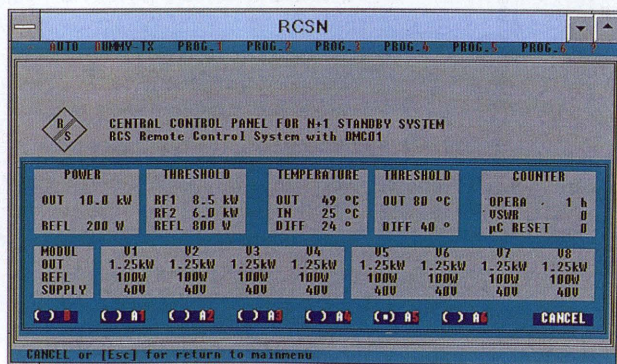 RCSN
AUTO DUMMY-TX PROG.1 PROG.2 PROG.3 PROG.4 PROG.5 PROG.6 ?
R S
CENTRAL CONTROL PANEL FOR N+1 STANDBY SYSTEM
RCS Remote Control System with DMC01
POWER THRESHOLD TEMPERATURE THRESHOLD COUNTER
OUT 10.0 kW RF1 8.5 kW OUT 49 ºC OUT 80 ºC OPERA . 1 h
RF2 6.0 kW IN 25 ºC VSWR 0
REFL 200 W REFL 800 W DIFF 24 º DIFF 40 º µC RESET 0
MODUL V1 V2 V3 V4 V5 V6 V7 V8
OUT 1.25kW 1.25kW 1.25kW 1.25kW 1.25kW 1.25kW 1.25kW 1.25kW
REFL 100W 100W 100W 100W 100W 100W 100W 100W
SUPPLY 40V 40V 40V 40V 40V 40V 40V 40V
( ) B ( ) A1 ( ) A2 ( ) A3 ( ) A4 (•) A5 ( ) A6 CANCEL
CANCEL or [Esc] for return to mainmenu